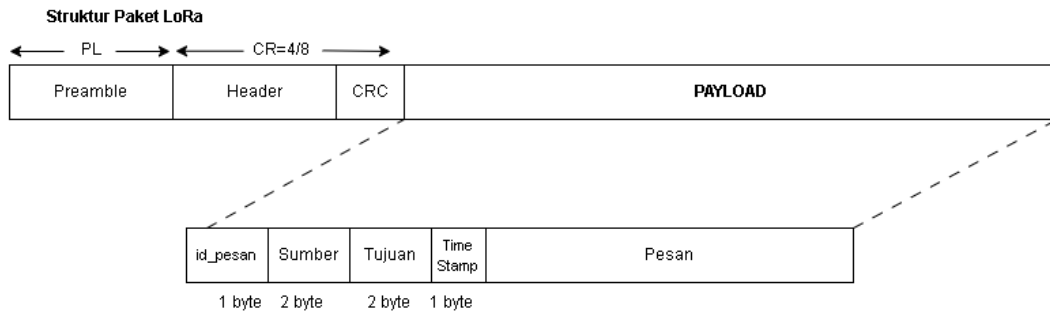 Struktur Paket LoRa
PL
CR=4/8
Preamble
Header
CRC
PAYLOAD
id_pesan
Sumber
Tujuan
Time
Stamp
Pesan
1 byte
2 byte
2 byte
1 byte